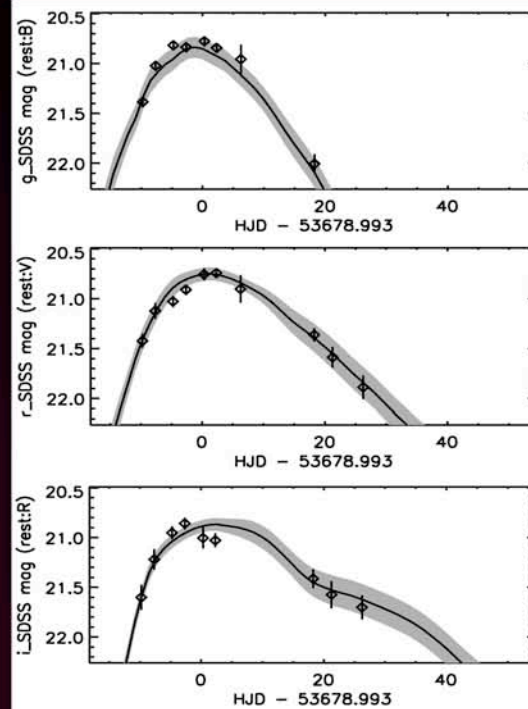 20.5
21.0
21.5
22.0
g_SDSS mag (rest:B)
0 20 40
HJD – 53678.993
20.5
21.0
21.5
22.0
r_SDSS mag (rest:V)
0 20 40
HJD – 53678.993
20.5
21.0
21.5
22.0
i_SDSS mag (rest:R)
0 20 40
HJD – 53678.993